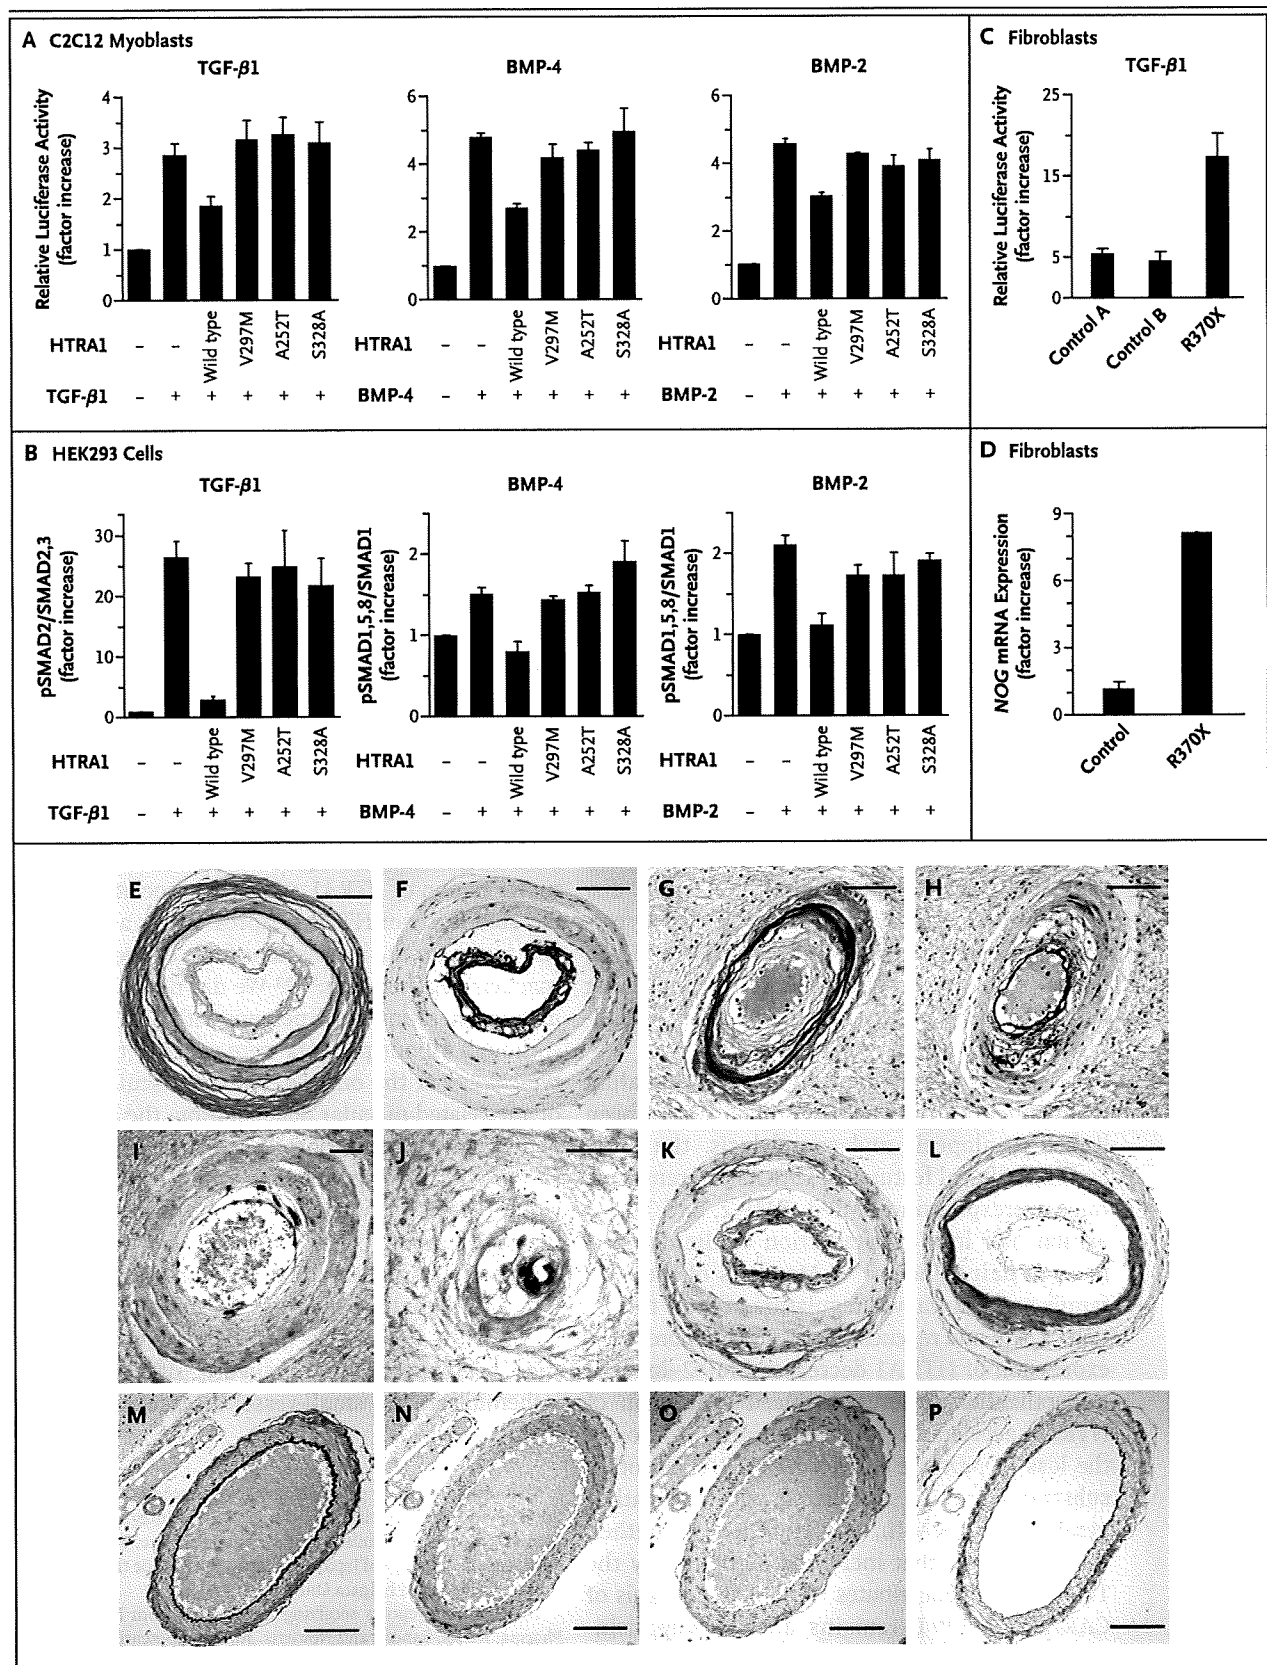 A C2C12 Myoblasts
TGF-β1
BMP-4
BMP-2
Relative Luciferase Activity
(factor increase)
4
3
2
1
0
6
4
2
0
6
4
2
0
HTRA1 – – Wild type V297M A252T S328A
TGF-β1 – + + + + +
HTRA1 – – Wild type V297M A252T S328A
BMP-4 – + + + + +
HTRA1 – – Wild type V297M A252T S328A
BMP-2 – + + + + +
C Fibroblasts
TGF-β1
Relative Luciferase Activity
(factor increase)
25
15
5
0
Control A
Control B
R370X
B HEK293 Cells
TGF-β1
BMP-4
BMP-2
pSMAD2/SMAD2,3
(factor increase)
30
20
10
0
pSMAD1,5,8/SMAD1
(factor increase)
2
1
0
pSMAD1,5,8/SMAD1
(factor increase)
2
1
0
HTRA1 – – Wild type V297M A252T S328A
TGF-β1 – + + + + +
HTRA1 – – Wild type V297M A252T S328A
BMP-4 – + + + + +
HTRA1 – – Wild type V297M A252T S328A
BMP-2 – + + + + +
D Fibroblasts
NOG mRNA Expression
(factor increase)
9
6
3
0
Control
R370X
E F G H
I J K L
M N O P